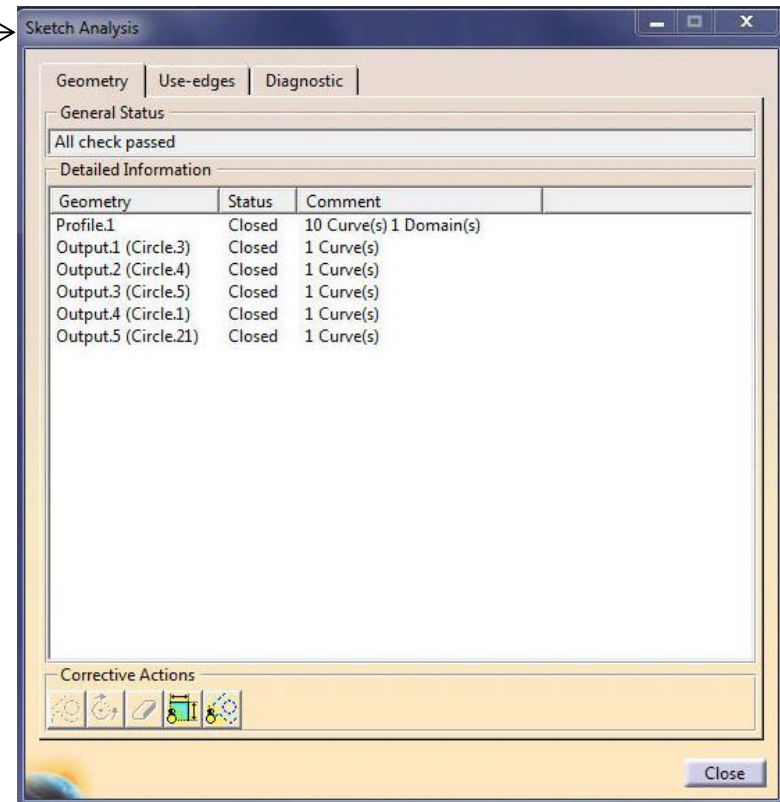 Sketch Analysis
Geometry Use-edges Diagnostic
General Status
All check passed
Detailed Information
Geometry Status Comment
Profile.1 Closed 10 Curve(s) 1 Domain(s)
Output.1 (Circle.3) Closed 1 Curve(s)
Output.2 (Circle.4) Closed 1 Curve(s)
Output.3 (Circle.5) Closed 1 Curve(s)
Output.4 (Circle.1) Closed 1 Curve(s)
Output.5 (Circle.21) Closed 1 Curve(s)
Corrective Actions
Close